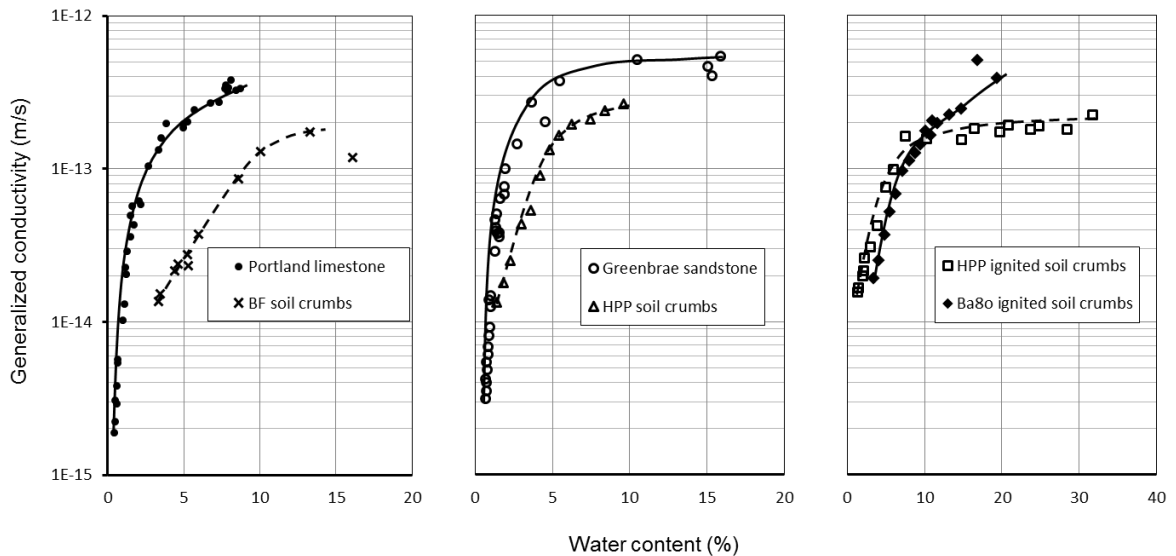 Generalized conductivity (m/s)
1E-12
1E-13
1E-14
1E-15
Portland limestone
BF soil crumbs
0 5 10 15 20
Greenbrae sandstone
HPP soil crumbs
0 5 10 15 20
HPP ignited soil crumbs
Ba8o ignited soil crumbs
0 10 20 30 40
Water content (%)